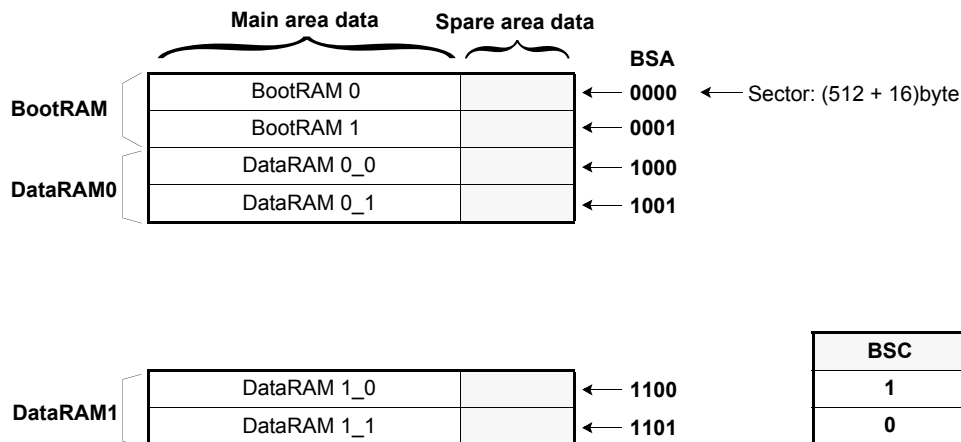 Main area data Spare area data
BSA
BootRAM
BootRAM 0
0000
Sector: (512 + 16)byte
BootRAM 1
0001
DataRAM0
DataRAM 0_0
1000
DataRAM 0_1
1001
BSC
DataRAM1
DataRAM 1_0
1100
1
DataRAM 1_1
1101
0